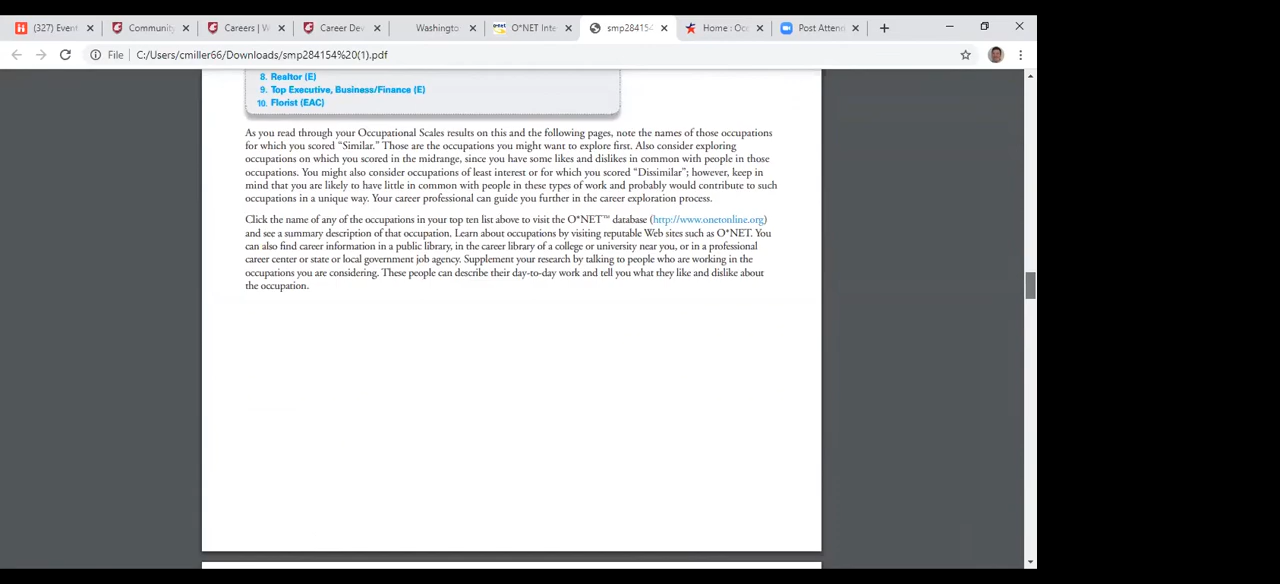 (327) Event
Community
Careers | W
Career Dev
Washingto
O*NET Inte
smp284154
Home : Occ
Post Attend
File C:/Users/cmiller66/Downloads/smp284154%20(1).pdf
8. Realtor (E)
9. Top Executive, Business/Finance (E)
10. Florist (EAC)
As you read through your Occupational Scales results on this and the following pages, note the names of those occupations
for which you scored “Similar.” Those are the occupations you might want to explore first. Also consider exploring
occupations on which you scored in the midrange, since you have some likes and dislikes in common with people in those
occupations. You might also consider occupations of least interest or for which you scored “Dissimilar”; however, keep in
mind that you are likely to have little in common with people in these types of work and probably would contribute to such
occupations in a unique way. Your career professional can guide you further in the career exploration process.
Click the name of any of the occupations in your top ten list above to visit the O*NET™ database (http://www.onetonline.org)
and see a summary description of that occupation. Learn about occupations by visiting reputable Web sites such as O*NET. You
can also find career information in a public library, in the career library of a college or university near you, or in a professional
career center or state or local government job agency. Supplement your research by talking to people who are working in the
occupations you are considering. These people can describe their day-to-day work and tell you what they like and dislike about
the occupation.